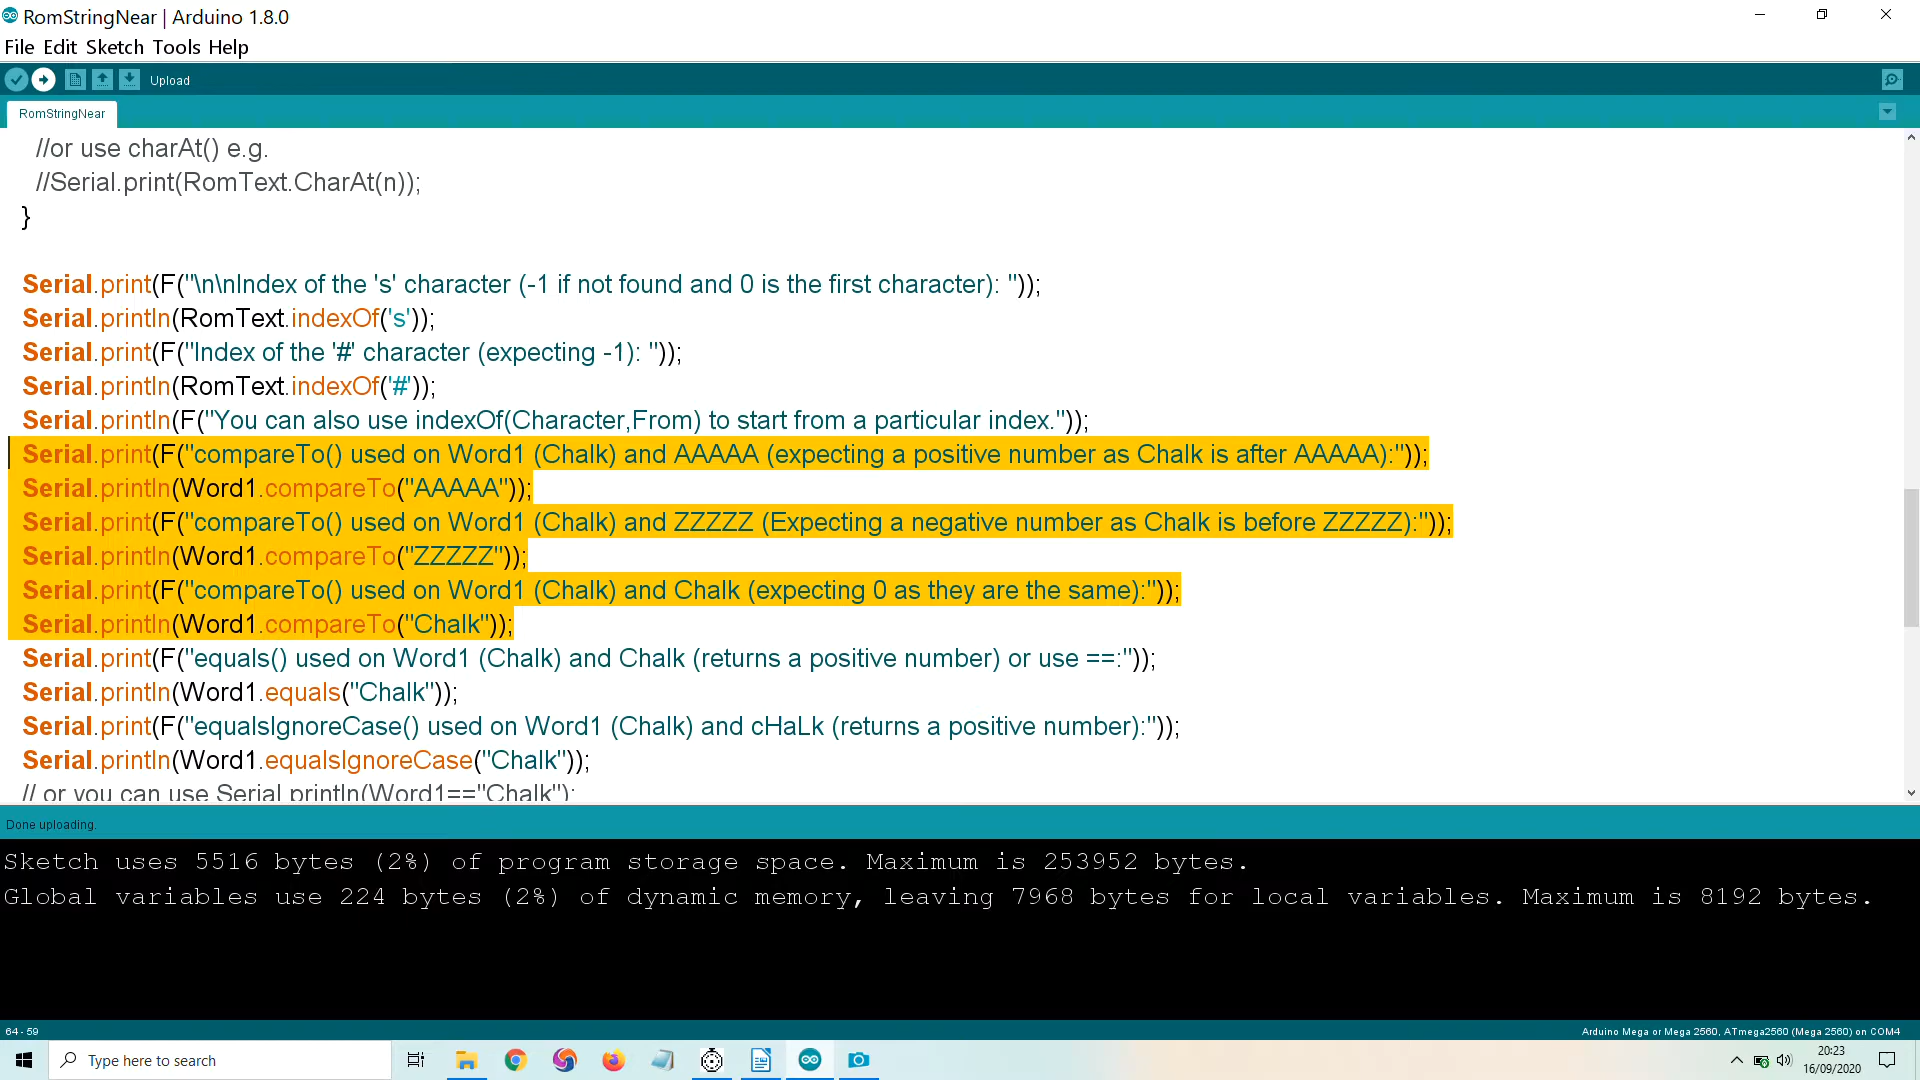 RomStringNear | Arduino 1.8.0
File Edit Sketch Tools Help
Upload
RomStringNear
//or use charAt() e.g.
//Serial.print(RomText.CharAt(n));
}
Serial.print(F("\n\nIndex of the 's' character (-1 if not found and 0 is the first character): "));
Serial.println(RomText.indexOf('s'));
Serial.print(F("Index of the '#' character (expecting -1): "));
Serial.println(RomText.indexOf('#'));
Serial.println(F("You can also use indexOf(Character,From) to start from a particular index."));
Serial.print(F("compareTo() used on Word1 (Chalk) and AAAAA (expecting a positive number as Chalk is after AAAAA):"));
Serial.println(Word1.compareTo("AAAAA"));
Serial.print(F("compareTo() used on Word1 (Chalk) and ZZZZZ (Expecting a negative number as Chalk is before ZZZZZ):"));
Serial.println(Word1.compareTo("ZZZZZ"));
Serial.print(F("compareTo() used on Word1 (Chalk) and Chalk (expecting 0 as they are the same):"));
Serial.println(Word1.compareTo("Chalk"));
Serial.print(F("equals() used on Word1 (Chalk) and Chalk (returns a positive number) or use ==:"));
Serial.println(Word1.equals("Chalk"));
Serial.print(F("equalsIgnoreCase() used on Word1 (Chalk) and cHaLk (returns a positive number):"));
Serial.println(Word1.equalsIgnoreCase("Chalk"));
// or you can use Serial.println(Word1=="Chalk");
Done uploading.
Sketch uses 5516 bytes (2%) of program storage space. Maximum is 253952 bytes.
Global variables use 224 bytes (2%) of dynamic memory, leaving 7968 bytes for local variables. Maximum is 8192 bytes.
64 - 59
Arduino Mega or Mega 2560, ATmega2560 (Mega 2560) on COM4
Type here to search
20:23
16/09/2020